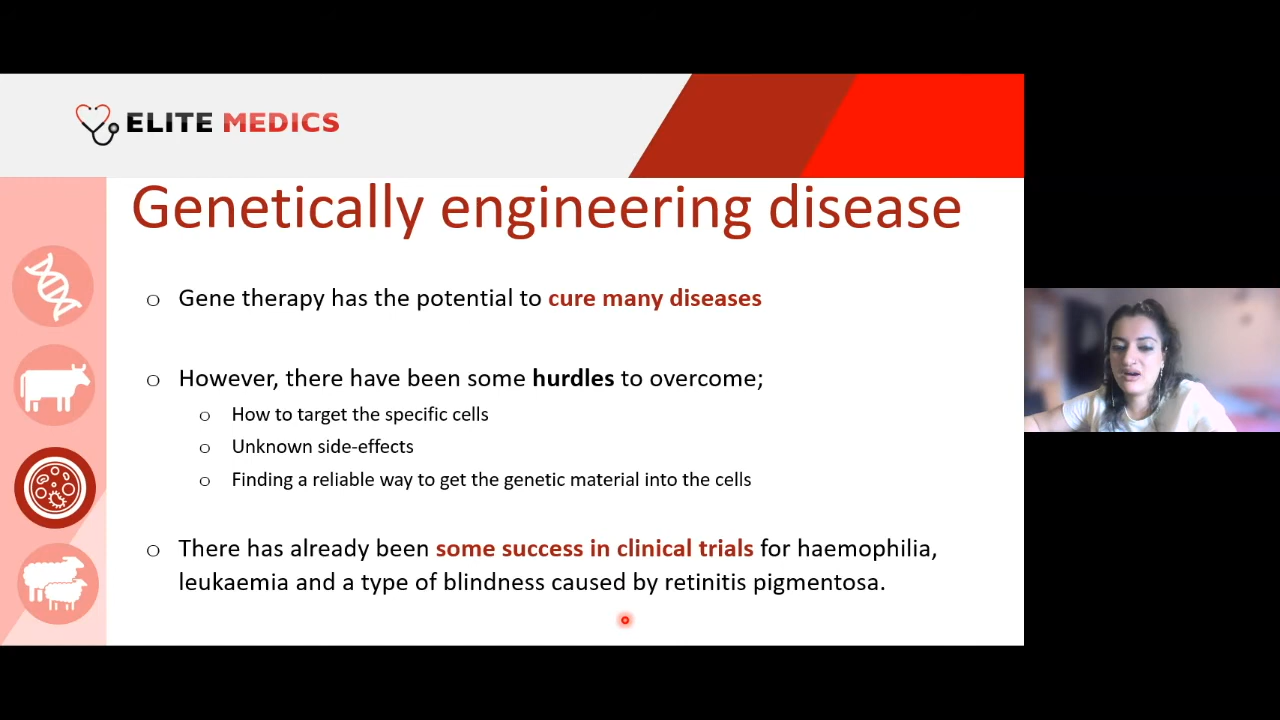 ELITE MEDICS
Genetically engineering disease
Gene therapy has the potential to cure many diseases
However, there have been some hurdles to overcome;
How to target the specific cells
Unknown side-effects
Finding a reliable way to get the genetic material into the cells
There has already been some success in clinical trials for haemophilia,
leukaemia and a type of blindness caused by retinitis pigmentosa.